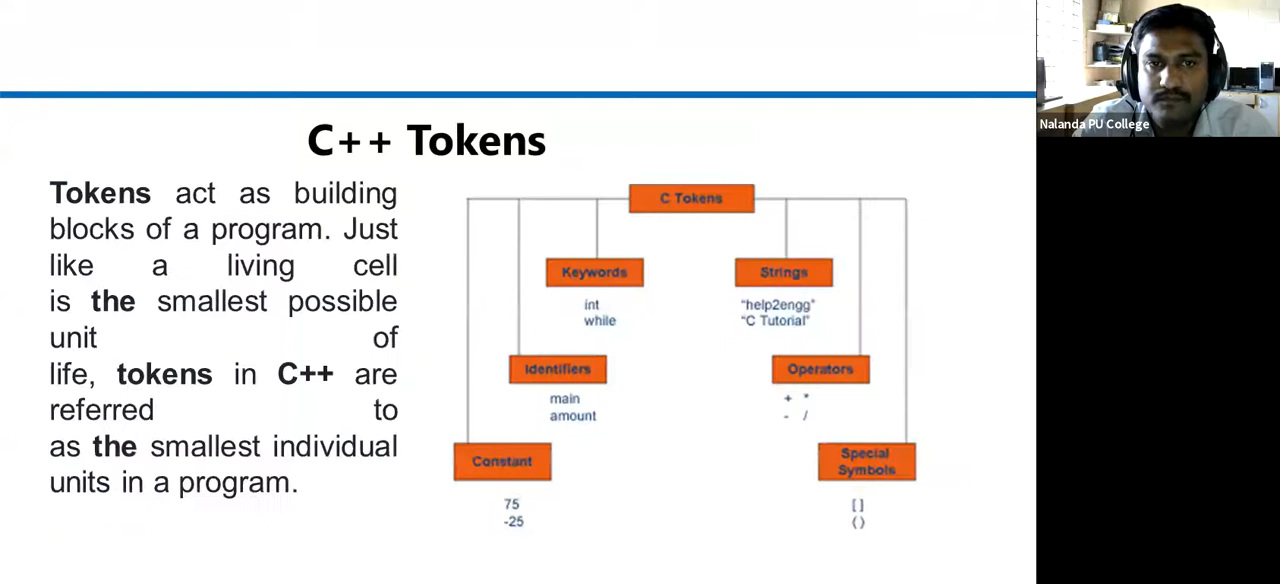 Nalanda PU College
C++ Tokens
Tokens act as building
blocks of a program. Just
like a living cell
is the smallest possible
unit of
life, tokens in C++ are
referred to
as the smallest individual
units in a program.
C Tokens
Keywords
int
while
Strings
"help2engg"
"C Tutorial"
Identifiers
main
amount
Operators
+ *
- /
Constant
75
-25
Special
Symbols
[ ]
( )